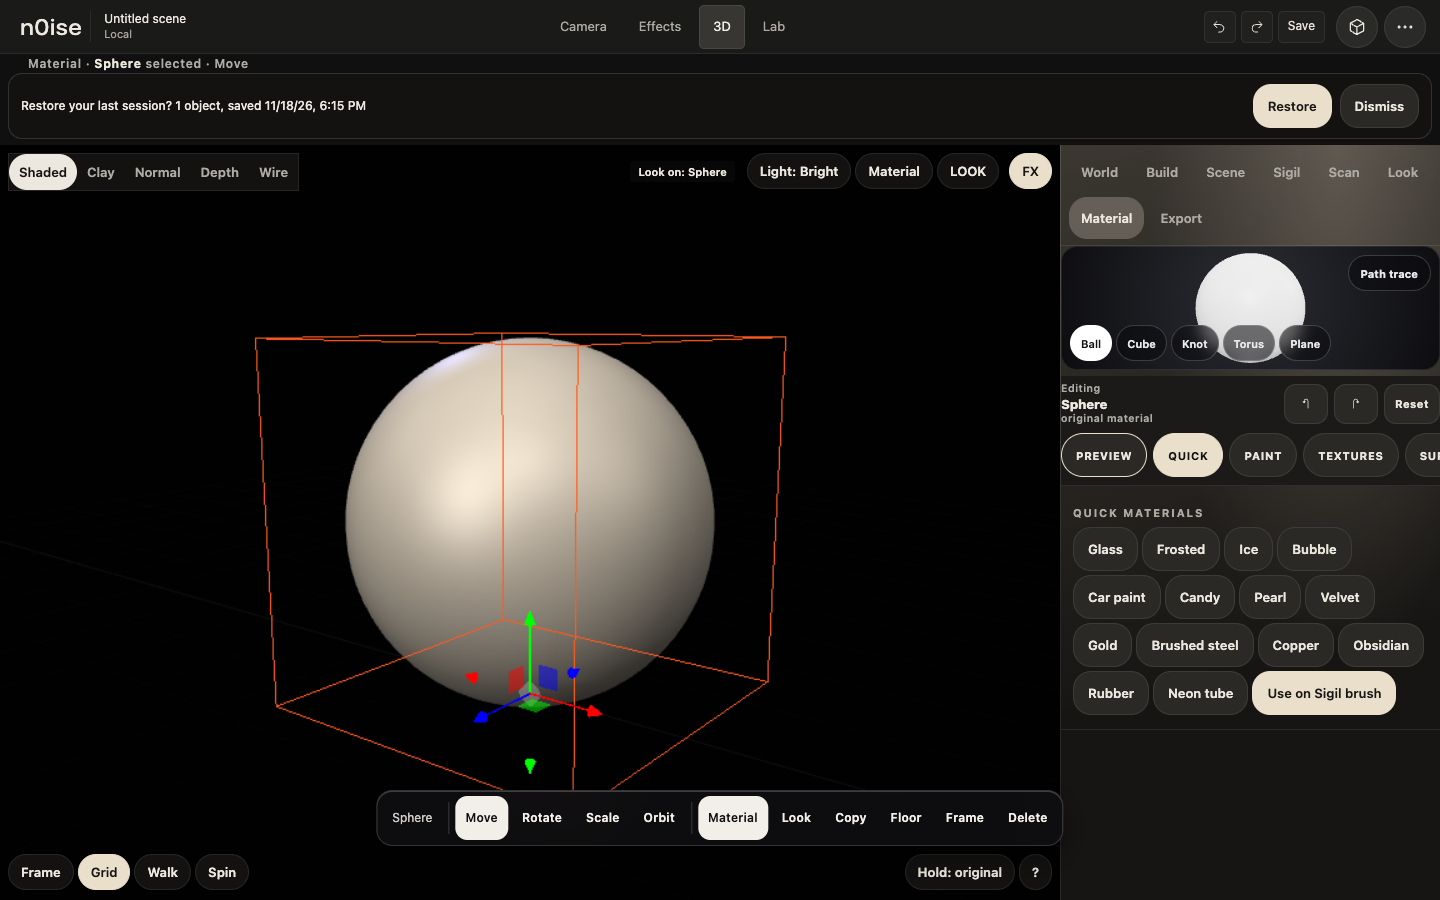 n0ise
Untitled scene
Local
Camera Effects 3D Lab
Save
Material · Sphere selected · Move
Restore your last session? 1 object, saved 11/18/26, 6:15 PM
Restore Dismiss
Shaded Clay Normal Depth Wire
Look on: Sphere Light: Bright Material LOOK FX
World Build Scene Sigil Scan Look
Material Export
Path trace
Ball Cube Knot Torus Plane
Editing
Sphere
original material
Reset
PREVIEW QUICK PAINT TEXTURES
QUICK MATERIALS
Glass Frosted Ice Bubble
Car paint Candy Pearl Velvet
Gold Brushed steel Copper Obsidian
Rubber Neon tube Use on Sigil brush
Sphere Move Rotate Scale Orbit Material Look Copy Floor Frame Delete
Frame Grid Walk Spin
Hold: original ?